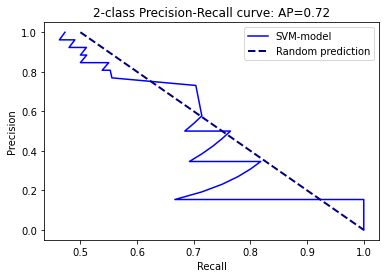 2-class Precision-Recall curve: AP=0.72
SVM-model
Random prediction
Precision
1.0
0.8
0.6
0.4
0.2
0.0
0.5 0.6 0.7 0.8 0.9 1.0
Recall